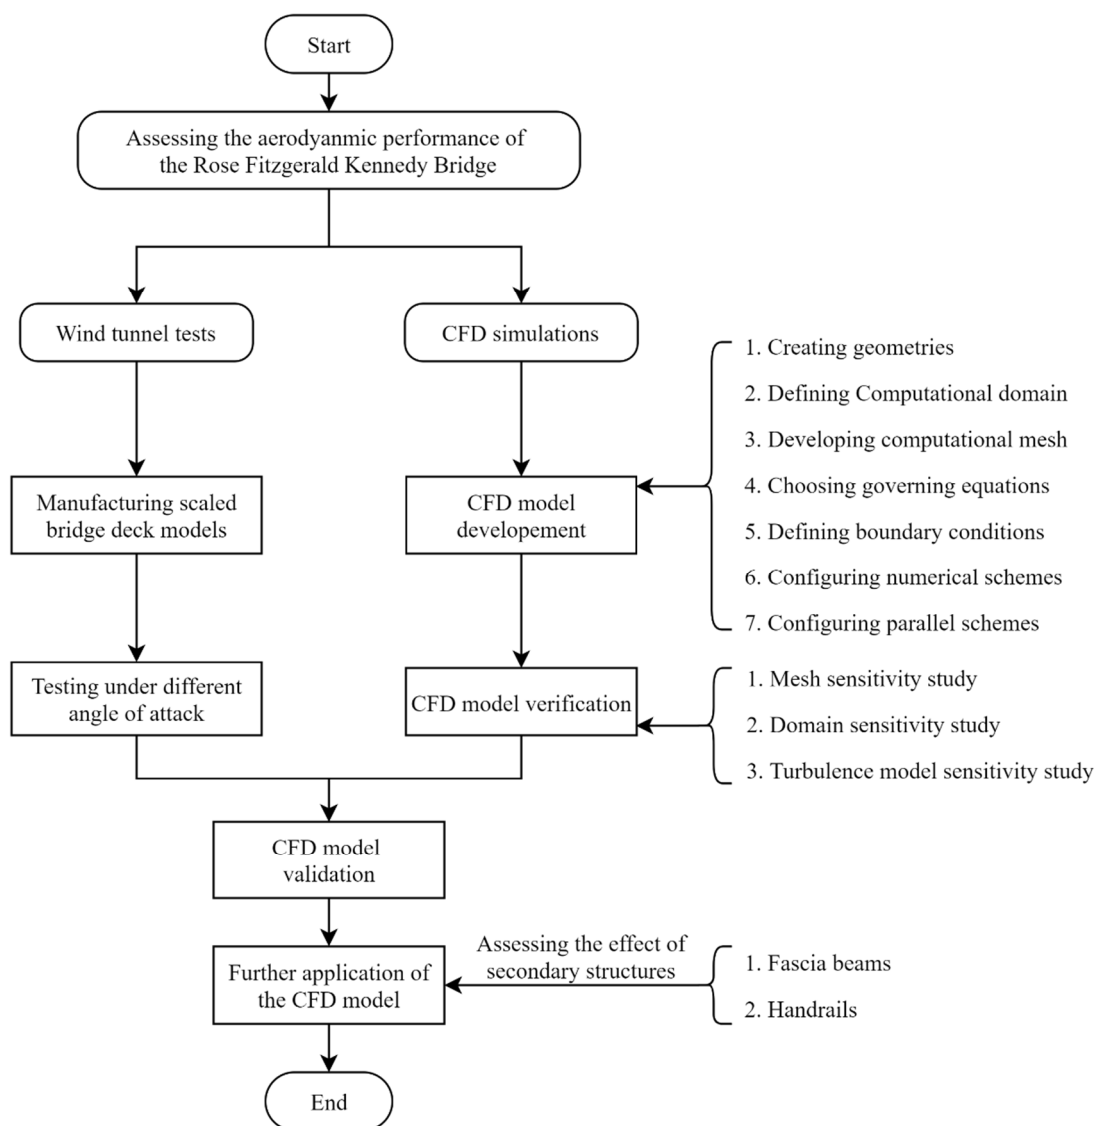 Start
Assessing the aerodyanmic performance of
the Rose Fitzgerald Kennedy Bridge
Wind tunnel tests
CFD simulations
1. Creating geometries
2. Defining Computational domain
3. Developing computational mesh
4. Choosing governing equations
5. Defining boundary conditions
6. Configuring numerical schemes
7. Configuring parallel schemes
Manufacturing scaled
bridge deck models
CFD model
developement
Testing under different
angle of attack
CFD model verification
1. Mesh sensitivity study
2. Domain sensitivity study
3. Turbulence model sensitivity study
CFD model
validation
Further application of
the CFD model
Assessing the effect of
secondary structures
1. Fascia beams
2. Handrails
End